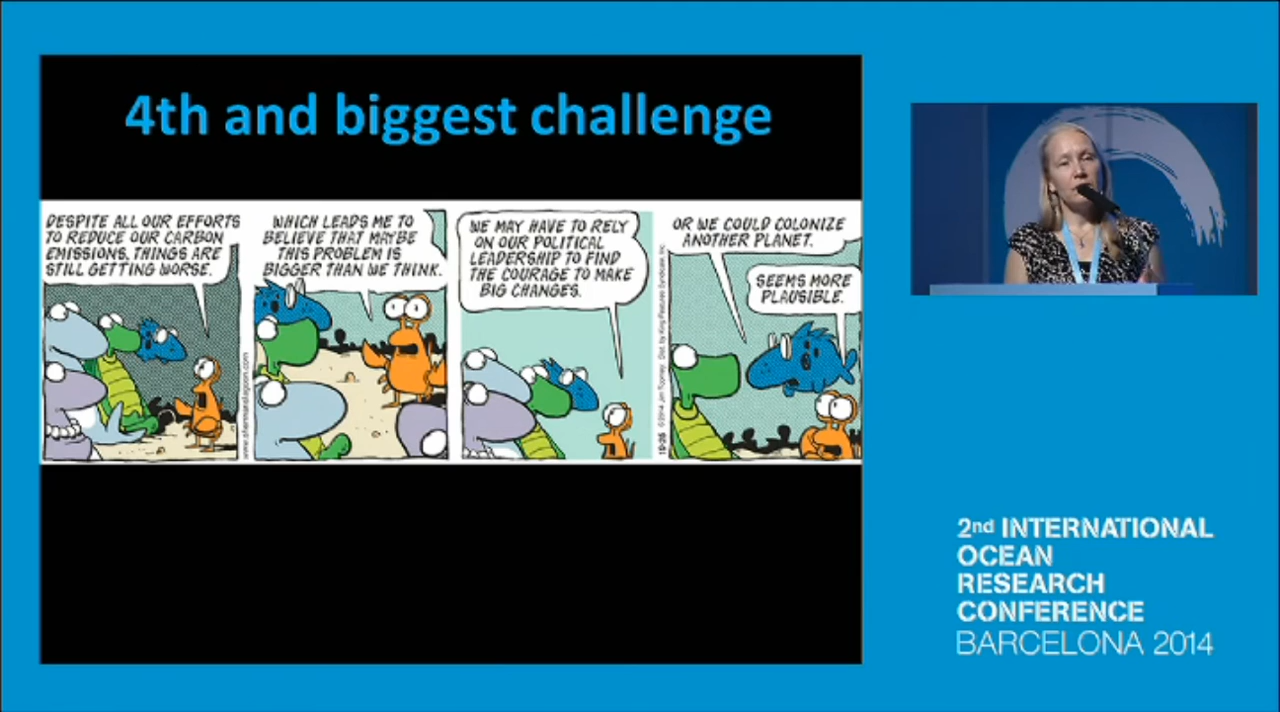 4th and biggest challenge
DESPITE ALL OUR EFFORTS
TO REDUCE OUR CARBON
EMISSIONS, THINGS ARE
STILL GETTING WORSE.
www.shermanslagoon.com
WHICH LEADS ME TO
BELIEVE THAT MAYBE
THIS PROBLEM IS
BIGGER THAN WE THINK.
WE MAY HAVE TO RELY
ON OUR POLITICAL
LEADERSHIP TO FIND
THE COURAGE TO MAKE
BIG CHANGES.
OR WE COULD COLONIZE
ANOTHER PLANET.
SEEMS MORE
PLAUSIBLE.
2nd INTERNATIONAL
OCEAN
RESEARCH
CONFERENCE
BARCELONA 2014